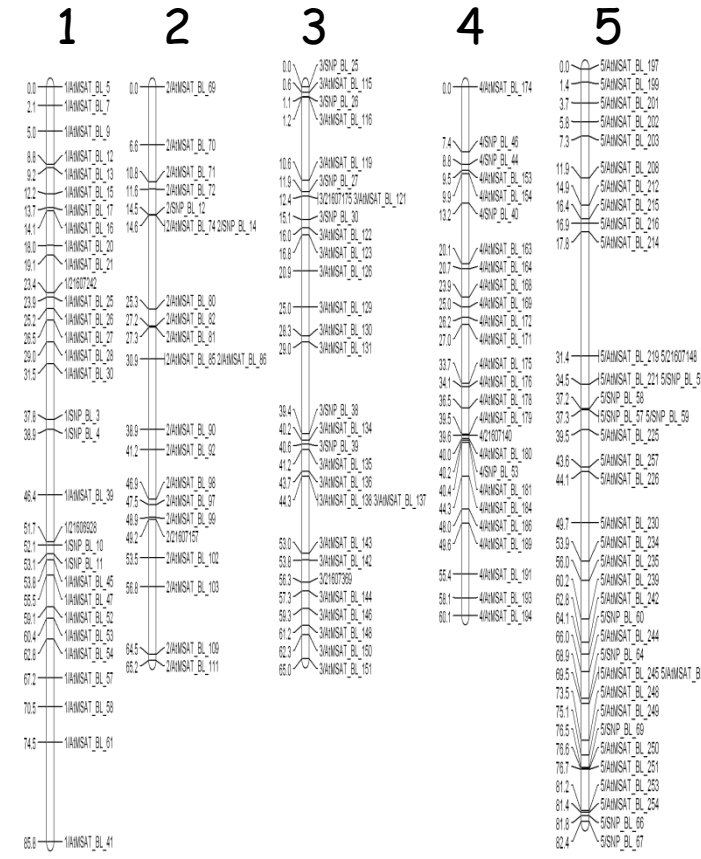 1 2 3 4 5
0.0 1/AtMSAT_BL_5
2.1 1/AtMSAT_BL_7
5.0 1/AtMSAT_BL_9
8.8 1/AtMSAT_BL_12
9.2 1/AtMSAT_BL_13
12.2 1/AtMSAT_BL_15
13.7 1/AtMSAT_BL_17
14.1 1/AtMSAT_BL_16
18.0 1/AtMSAT_BL_20
19.1 1/AtMSAT_BL_21
23.4 1/21607242
23.9 1/AtMSAT_BL_25
25.2 1/AtMSAT_BL_26
26.5 1/AtMSAT_BL_27
29.0 1/AtMSAT_BL_28
31.5 1/AtMSAT_BL_30
37.8 1/SNP_BL_3
38.9 1/SNP_BL_4
46.4 1/AtMSAT_BL_39
51.7 1/21606928
52.1 1/SNP_BL_10
53.1 1/SNP_BL_11
53.8 1/AtMSAT_BL_45
55.5 1/AtMSAT_BL_47
59.1 1/AtMSAT_BL_52
60.4 1/AtMSAT_BL_53
62.8 1/AtMSAT_BL_54
67.2 1/AtMSAT_BL_57
70.5 1/AtMSAT_BL_58
74.5 1/AtMSAT_BL_61
85.8 1/AtMSAT_BL_41
0.0 2/AtMSAT_BL_69
6.6 2/AtMSAT_BL_70
10.8 2/AtMSAT_BL_71
11.6 2/AtMSAT_BL_72
14.5 2/SNP_BL_12
14.6 2/AtMSAT_BL_74 2/SNP_BL_14
25.3 2/AtMSAT_BL_80
27.2 2/AtMSAT_BL_82
27.3 2/AtMSAT_BL_81
30.9 2/AtMSAT_BL_85 2/AtMSAT_BL_86
38.9 2/AtMSAT_BL_90
41.2 2/AtMSAT_BL_92
46.9 2/AtMSAT_BL_98
47.5 2/AtMSAT_BL_97
48.9 2/AtMSAT_BL_99
49.2 2/21607157
53.5 2/AtMSAT_BL_102
56.8 2/AtMSAT_BL_103
64.5 2/AtMSAT_BL_109
65.2 2/AtMSAT_BL_111
0.0 3/SNP_BL_25
0.6 3/AtMSAT_BL_115
1.1 3/SNP_BL_26
1.2 3/AtMSAT_BL_116
10.6 3/AtMSAT_BL_119
11.9 3/SNP_BL_27
12.4 3/21607175 3/AtMSAT_BL_121
15.1 3/SNP_BL_30
16.0 3/AtMSAT_BL_122
16.8 3/AtMSAT_BL_123
20.9 3/AtMSAT_BL_126
25.0 3/AtMSAT_BL_129
28.3 3/AtMSAT_BL_130
29.0 3/AtMSAT_BL_131
39.4 3/SNP_BL_38
40.2 3/AtMSAT_BL_134
40.6 3/SNP_BL_39
41.2 3/AtMSAT_BL_135
43.7 3/AtMSAT_BL_136
44.3 3/AtMSAT_BL_138 3/AtMSAT_BL_137
53.0 3/AtMSAT_BL_143
53.8 3/AtMSAT_BL_142
56.3 3/21607369
57.3 3/AtMSAT_BL_144
59.3 3/AtMSAT_BL_146
61.2 3/AtMSAT_BL_148
62.3 3/AtMSAT_BL_150
65.0 3/AtMSAT_BL_151
0.0 4/AtMSAT_BL_174
7.4 4/SNP_BL_46
8.8 4/SNP_BL_44
9.5 4/AtMSAT_BL_153
9.9 4/AtMSAT_BL_154
13.2 4/SNP_BL_40
20.1 4/AtMSAT_BL_163
20.7 4/AtMSAT_BL_164
23.9 4/AtMSAT_BL_168
25.0 4/AtMSAT_BL_169
26.2 4/AtMSAT_BL_172
27.0 4/AtMSAT_BL_171
33.7 4/AtMSAT_BL_175
34.1 4/AtMSAT_BL_176
36.5 4/AtMSAT_BL_178
39.5 4/AtMSAT_BL_179
39.6 4/21607140
40.0 4/AtMSAT_BL_180
40.2 4/SNP_BL_53
40.4 4/AtMSAT_BL_181
44.3 4/AtMSAT_BL_184
48.0 4/AtMSAT_BL_186
49.6 4/AtMSAT_BL_189
55.4 4/AtMSAT_BL_191
58.1 4/AtMSAT_BL_193
60.1 4/AtMSAT_BL_194
0.0 5/AtMSAT_BL_197
1.4 5/AtMSAT_BL_199
3.7 5/AtMSAT_BL_201
5.8 5/AtMSAT_BL_202
7.3 5/AtMSAT_BL_203
11.9 5/AtMSAT_BL_208
14.9 5/AtMSAT_BL_212
16.4 5/AtMSAT_BL_215
16.9 5/AtMSAT_BL_216
17.8 5/AtMSAT_BL_214
31.4 5/AtMSAT_BL_219 5/21607148
34.5 5/AtMSAT_BL_221 5/SNP_BL_5
37.2 5/SNP_BL_58
37.3 5/SNP_BL_57 5/SNP_BL_59
39.5 5/AtMSAT_BL_225
43.6 5/AtMSAT_BL_257
44.1 5/AtMSAT_BL_226
49.7 5/AtMSAT_BL_230
53.9 5/AtMSAT_BL_234
56.0 5/AtMSAT_BL_235
60.2 5/AtMSAT_BL_239
62.8 5/AtMSAT_BL_242
64.1 5/SNP_BL_60
66.0 5/AtMSAT_BL_244
68.9 5/SNP_BL_64
69.5 5/AtMSAT_BL_245 5/AtMSAT_B
73.5 5/AtMSAT_BL_248
75.1 5/AtMSAT_BL_249
76.5 5/SNP_BL_69
76.6 5/AtMSAT_BL_250
76.7 5/AtMSAT_BL_251
81.2 5/AtMSAT_BL_253
81.4 5/AtMSAT_BL_254
81.8 5/SNP_BL_66
82.4 5/SNP_BL_67